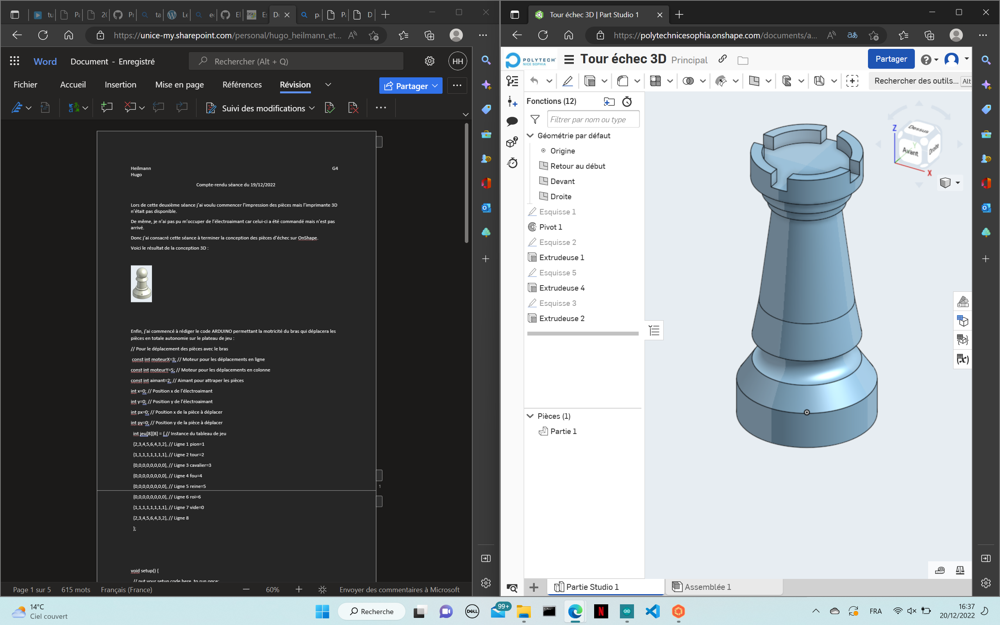 D
Tour échec 3D | Part Studio 1
https://unice-my.sharepoint.com/personal/hugo_heilmann_et...
https://polytechnicesophia.onshape.com/documents/a...
Word
Document - Enregistré
Rechercher (Alt + Q)
HH
Fichier
Accueil
Insertion
Mise en page
Références
Révision
Partager
Suivi des modifications
Heilmann
G4
Hugo
Compte-rendu séance du 19/12/2022
Lors de cette deuxième séance j’ai voulu commencer l’impression des pièces mais l’imprimante 3D
n’était pas disponible.
De même, je n’ai pas pu m’occuper de l’électroaimant car celui-ci a été commandé mais n’est pas
arrivé.
Donc j’ai consacré cette séance à terminer la conception des pièces d’échec sur OnShape.
Voici le résultat de la conception 3D :
Enfin, j’ai commencé à rédiger le code ARDUINO permettant la motricité du bras qui déplacera les
pièces en totale autonomie sur le plateau de jeu :
// Pour le déplacement des pièces avec le bras
const int moteurX=3; // Moteur pour les déplacements en ligne
const int moteurY=5; // Moteur pour les déplacements en colonne
const int aimant=2; // Aimant pour attraper les pièces
int x=0; // Position x de l'électroaimant
int y=0; // Position y de l'électroaimant
int px=0; // Position x de la pièce à déplacer
int py=0; // Position y de la pièce à déplacer
int jeu[8][8] = { // Instance du tableau de jeu
{2,3,4,5,6,4,3,2}, // Ligne 1 pion=1
{1,1,1,1,1,1,1,1}, // Ligne 2 tour=2
{0,0,0,0,0,0,0,0}, // Ligne 3 cavalier=3
{0,0,0,0,0,0,0,0}, // Ligne 4 fou=4
{0,0,0,0,0,0,0,0}, // Ligne 5 reine=5
1
{0,0,0,0,0,0,0,0}, // Ligne 6 roi=6
{1,1,1,1,1,1,1,1}, // Ligne 7 vide=0
{2,3,4,5,6,4,3,2}, // Ligne 8
};
void setup() {
// put your setup code here, to run once:
Page 1 sur 5
615 mots
Français (France)
60%
Envoyer des commentaires à Microsoft
POLYTECH
NICE SOPHIA
Tour échec 3D
Principal
Partager
Rechercher des outils...
Alt
Fonctions (12)
Filtrer par nom ou type
Géométrie par défaut
Origine
Retour au début
Devant
Droite
Esquisse 1
Pivot 1
Esquisse 2
Extrudeuse 1
Esquisse 5
Extrudeuse 4
Esquisse 3
Extrudeuse 2
Pièces (1)
Partie 1
Z
Dessus
Y
Avant
Droite
X
(x)
Partie Studio 1
Assemblée 1
14°C
Ciel couvert
Recherche
DELL
99+
N
FRA
16:37
20/12/2022